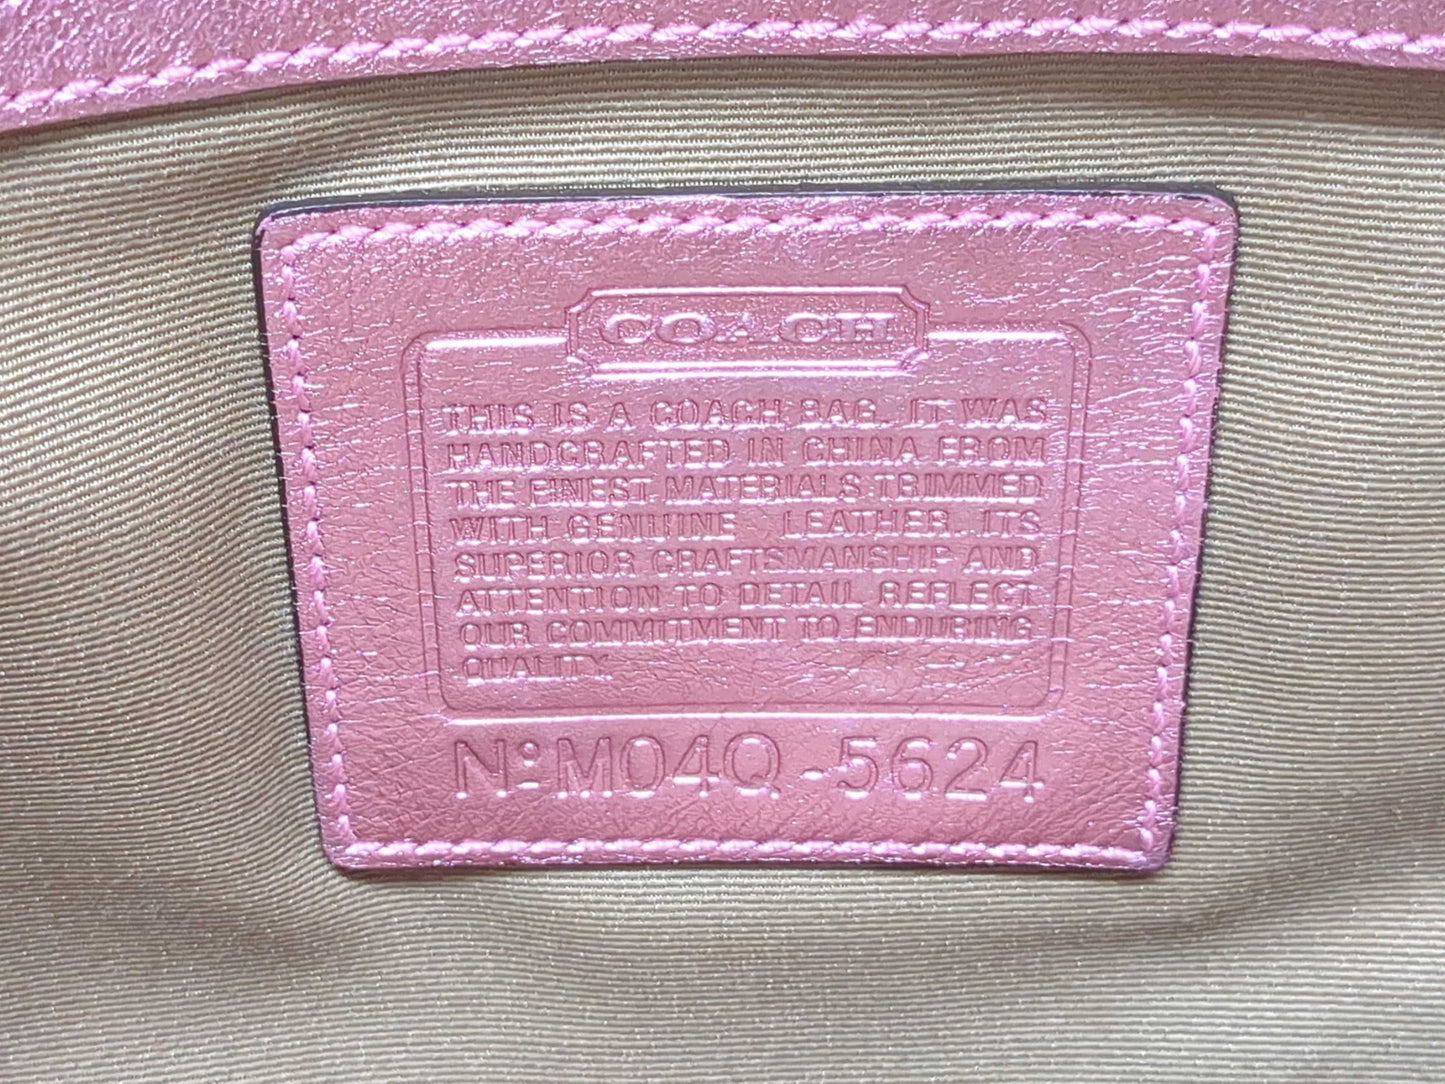 COACH
THIS IS A COACH BAG. IT WAS
HANDCRAFTED IN CHINA FROM
THE FINEST MATERIALS TRIMMED
WITH GENUINE LEATHER. ITS
SUPERIOR CRAFTSMANSHIP AND
ATTENTION TO DETAIL REFLECT
OUR COMMITMENT TO ENDURING
QUALITY.
Nº M04Q-5624